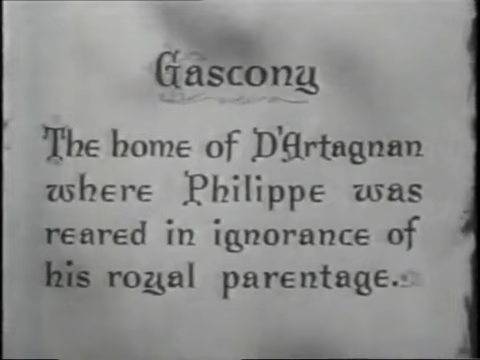 Gascony
The home of D'Artagnan
where Philippe was
reared in ignorance of
his royal parentage.